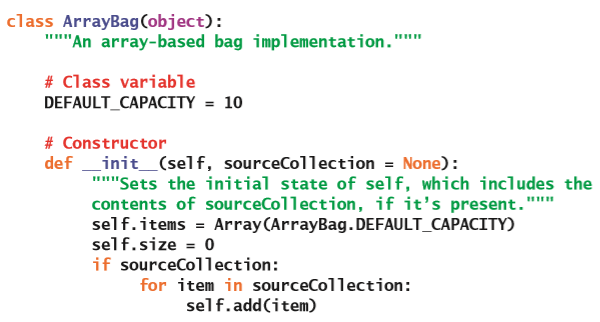 class ArrayBag(object):
    """An array-based bag implementation."""

    # Class variable
    DEFAULT_CAPACITY = 10

    # Constructor
    def __init__(self, sourceCollection = None):
        """Sets the initial state of self, which includes the
        contents of sourceCollection, if it’s present."""
        self.items = Array(ArrayBag.DEFAULT_CAPACITY)
        self.size = 0
        if sourceCollection:
            for item in sourceCollection:
                self.add(item)